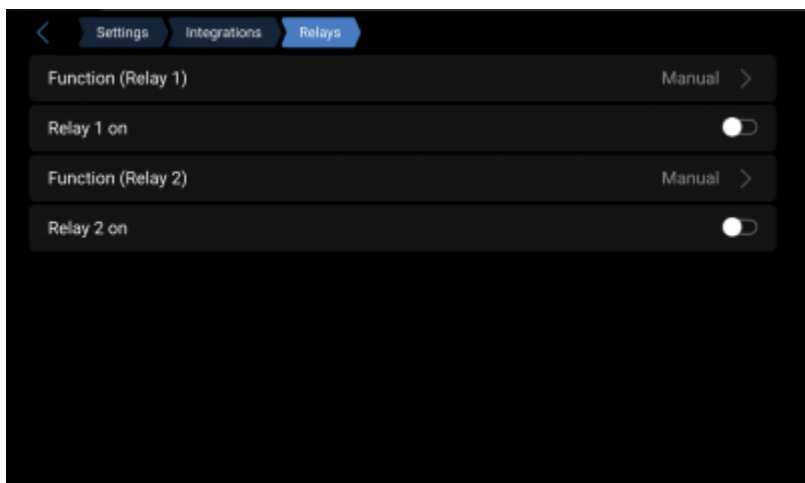 Settings Integrations Relays
Function (Relay 1) Manual
Relay 1 on
Function (Relay 2) Manual
Relay 2 on